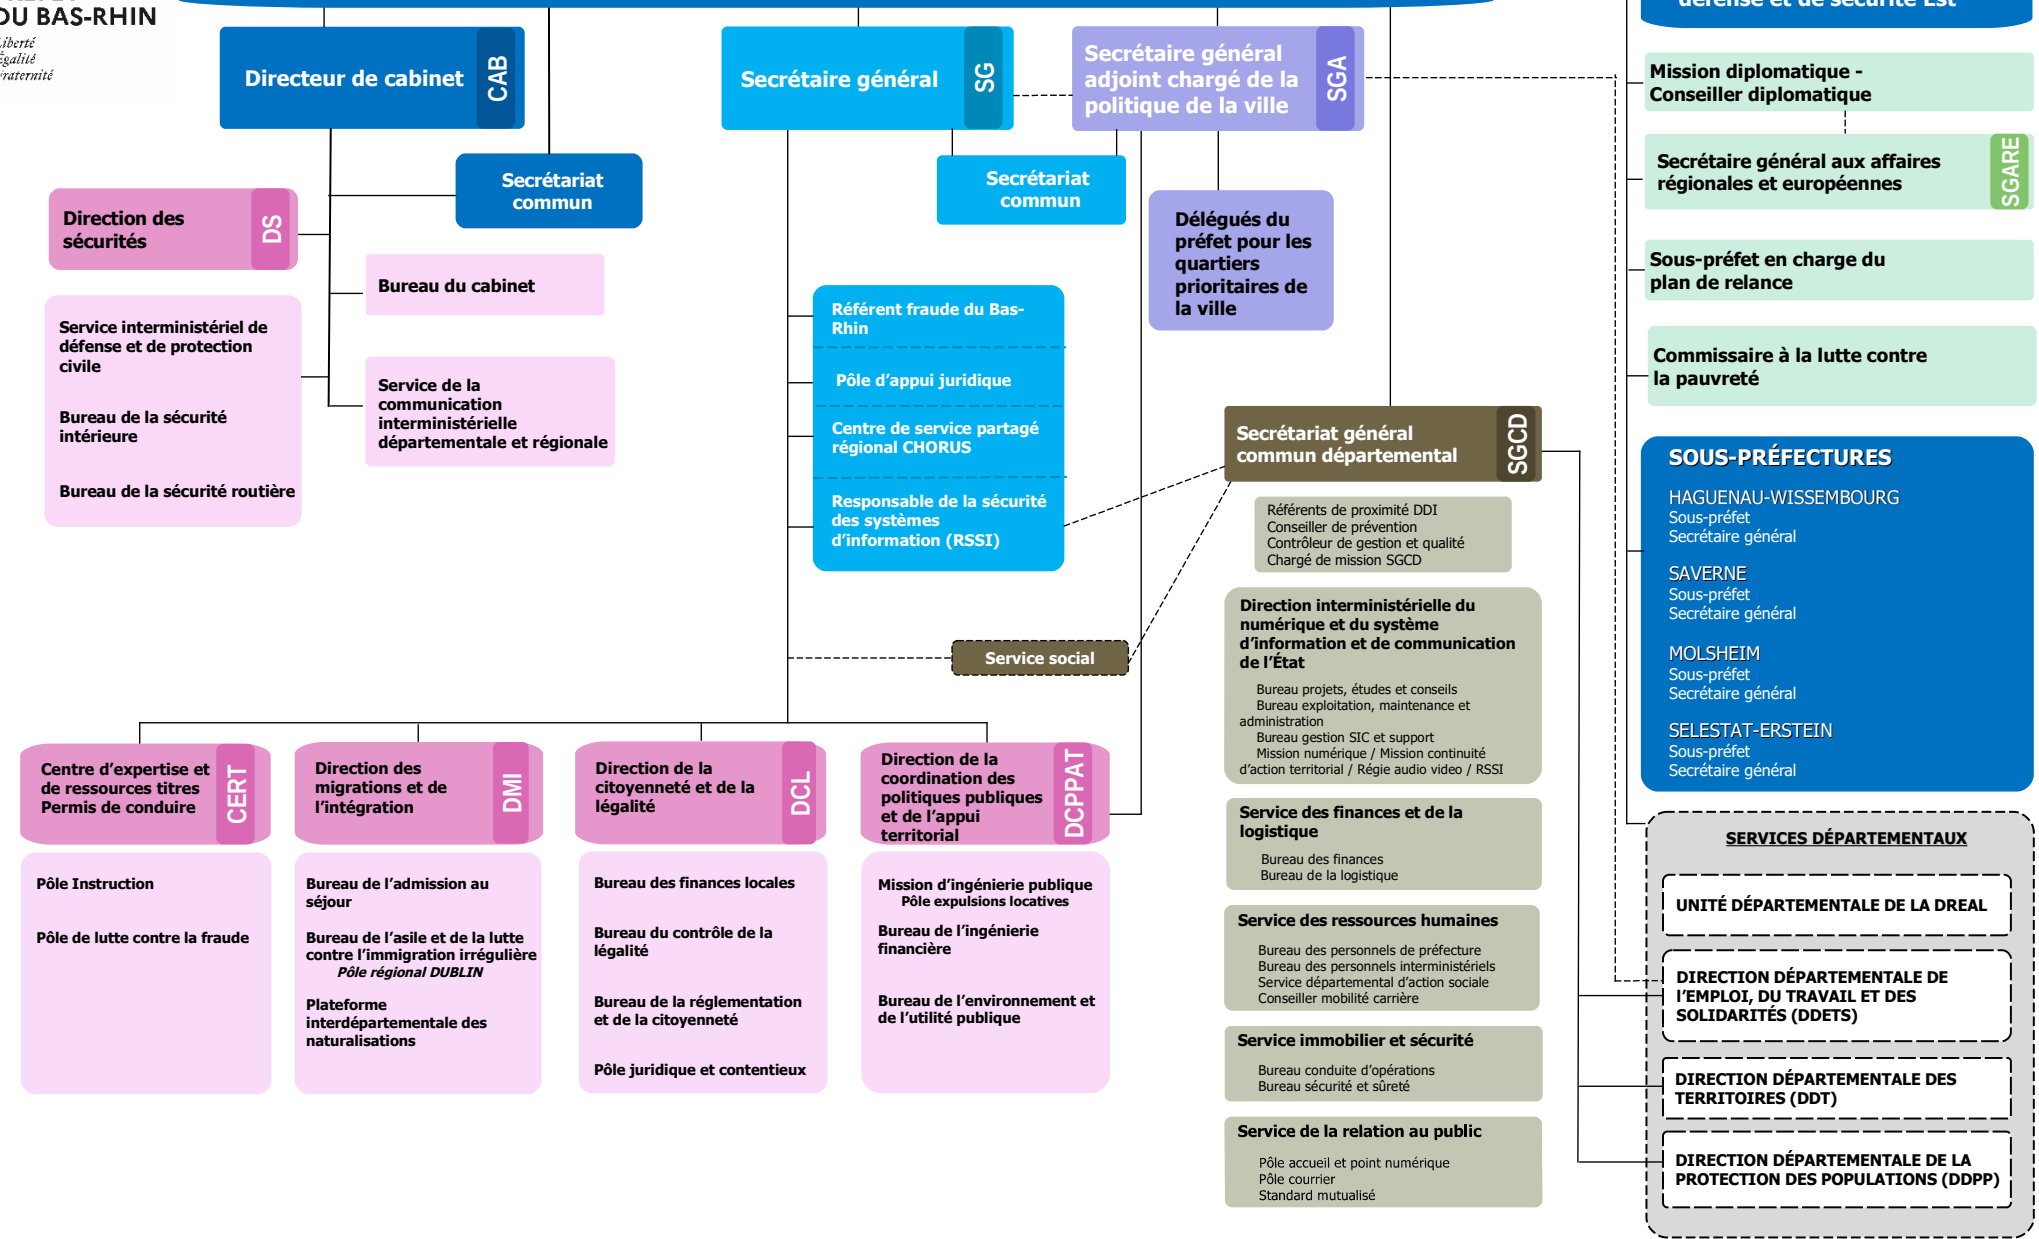 DU BAS-RHIN
Liberté
Égalité
Fraternité
défense et de sécurité Est
Directeur de cabinet
CAB
Secrétaire général
SG
Secrétaire général
adjoint chargé de la
politique de la ville
SGA
Mission diplomatique -
Conseiller diplomatique
Secrétaire général aux affaires
régionales et européennes
SGARE
Sous-préfet en charge du
plan de relance
Commissaire à la lutte contre
la pauvreté
Secrétariat
commun
Secrétariat
commun
Direction des
sécurités
DS
Service interministériel de
défense et de protection
civile
Bureau de la sécurité
intérieure
Bureau de la sécurité routière
Bureau du cabinet
Service de la
communication
interministérielle
départementale et régionale
Référent fraude du Bas-
Rhin
Pôle d'appui juridique
Centre de service partagé
régional CHORUS
Responsable de la sécurité
des systèmes
d'information (RSSI)
Délégués du
préfet pour les
quartiers
prioritaires de
la ville
Secrétariat général
commun départemental
SGCD
Référents de proximité DDI
Conseiller de prévention
Contrôleur de gestion et qualité
Chargé de mission SGCD
Direction interministérielle du
numérique et du système
d'information et de communication
de l'État
Bureau projets, études et conseils
Bureau exploitation, maintenance et
administration
Bureau gestion SIC et support
Mission numérique / Mission continuité
d'action territorial / Régie audio video / RSSI
Service des finances et de la
logistique
Bureau des finances
Bureau de la logistique
Service des ressources humaines
Bureau des personnels de préfecture
Bureau des personnels interministériels
Service départemental d'action sociale
Conseiller mobilité carrière
Service immobilier et sécurité
Bureau conduite d'opérations
Bureau sécurité et sûreté
Service de la relation au public
Pôle accueil et point numérique
Pôle courrier
Standard mutualisé
Service social
Centre d'expertise et
de ressources titres
Permis de conduire
CERT
Pôle Instruction
Pôle de lutte contre la fraude
Direction des
migrations et de
l'intégration
DMI
Bureau de l'admission au
séjour
Bureau de l'asile et de la lutte
contre l'immigration irrégulière
Pôle régional DUBLIN
Plateforme
interdépartementale des
naturalisations
Direction de la
citoyenneté et de la
légalité
DCL
Bureau des finances locales
Bureau du contrôle de la
légalité
Bureau de la réglementation
et de la citoyenneté
Pôle juridique et contentieux
Direction de la
coordination des
politiques publiques
et de l'appui
territorial
DCPPAT
Mission d'ingénierie publique
Pôle expulsions locatives
Bureau de l'ingénierie
financière
Bureau de l'environnement et
de l'utilité publique
SOUS-PRÉFECTURES
HAGUENAU-WISSEMBOURG
Sous-préfet
Secrétaire général
SAVERNE
Sous-préfet
Secrétaire général
MOLSHEIM
Sous-préfet
Secrétaire général
SELESTAT-ERSTEIN
Sous-préfet
Secrétaire général
SERVICES DÉPARTEMENTAUX
UNITÉ DÉPARTEMENTALE DE LA DREAL
DIRECTION DÉPARTEMENTALE DE
l'EMPLOI, DU TRAVAIL ET DES
SOLIDARITÉS (DDETS)
DIRECTION DÉPARTEMENTALE DES
TERRITOIRES (DDT)
DIRECTION DÉPARTEMENTALE DE LA
PROTECTION DES POPULATIONS (DDPP)